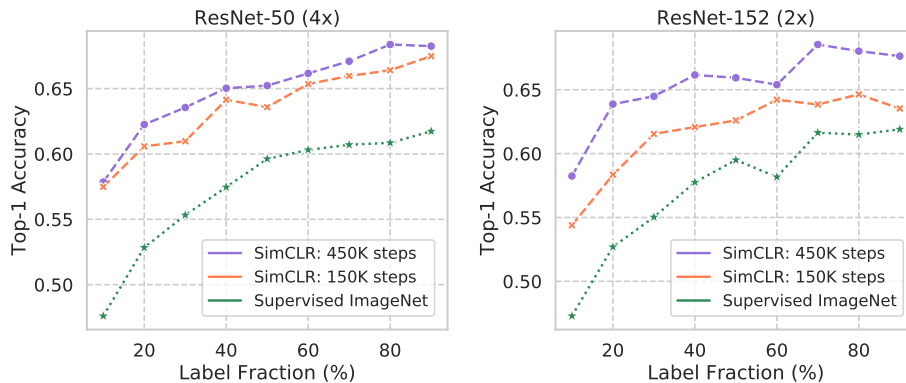 ResNet-50 (4x)
Top-1 Accuracy
0.65
0.60
0.55
0.50
SimCLR: 450K steps
SimCLR: 150K steps
Supervised ImageNet
20
40
60
80
Label Fraction (%)
ResNet-152 (2x)
Top-1 Accuracy
0.65
0.60
0.55
0.50
SimCLR: 450K steps
SimCLR: 150K steps
Supervised ImageNet
20
40
60
80
Label Fraction (%)